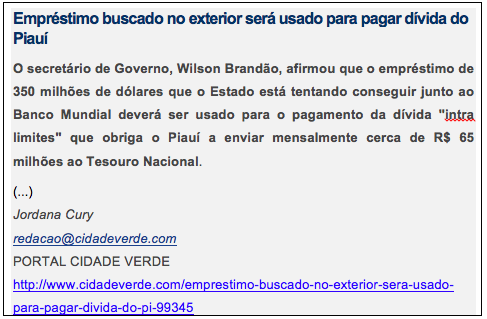 Empréstimo buscado no exterior será usado para pagar dívida do
Piauí
O secretário de Governo, Wilson Brandão, afirmou que o empréstimo de
350 milhões de dólares que o Estado está tentando conseguir junto ao
Banco Mundial deverá ser usado para o pagamento da dívida "intra
limites" que obriga o Piauí a enviar mensalmente cerca de R$ 65
milhões ao Tesouro Nacional.
(...)
Jordana Cury
redacao@cidadeverde.com
PORTAL CIDADE VERDE
http://www.cidadeverde.com/emprestimo-buscado-no-exterior-sera-usado-
para-pagar-divida-do-pi-99345